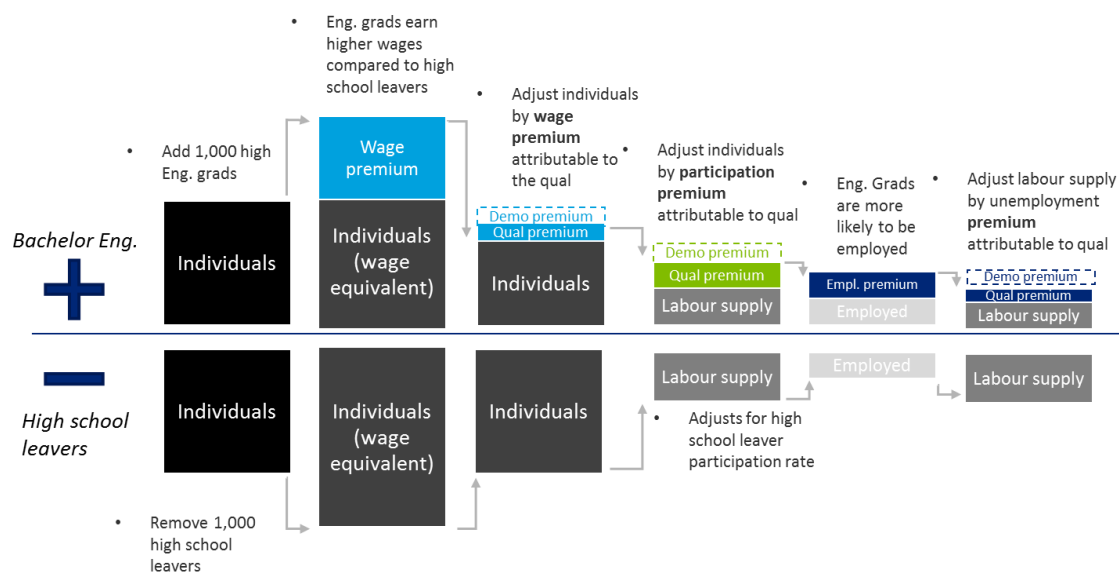 • Eng. grads earn
higher wages
compared to high
school leavers
• Add 1,000 high
Eng. grads
• Adjust individuals
by wage
premium
attributable to
the qual
• Adjust individuals
by participation
premium
attributable to qual
• Eng. Grads
are more
likely to be
employed
• Adjust labour supply
by unemployment
premium
attributable to qual
Bachelor Eng.
Individuals
Wage
premium
Individuals
(wage
equivalent)
Demo premium
Qual premium
Individuals
Demo premium
Qual premium
Labour supply
Empl. premium
Employed
Demo premium
Qual premium
Labour supply
High school
leavers
Individuals
Individuals
(wage
equivalent)
Individuals
Labour supply
Employed
Labour supply
• Adjusts for high
school leaver
participation rate
• Remove 1,000
high school
leavers